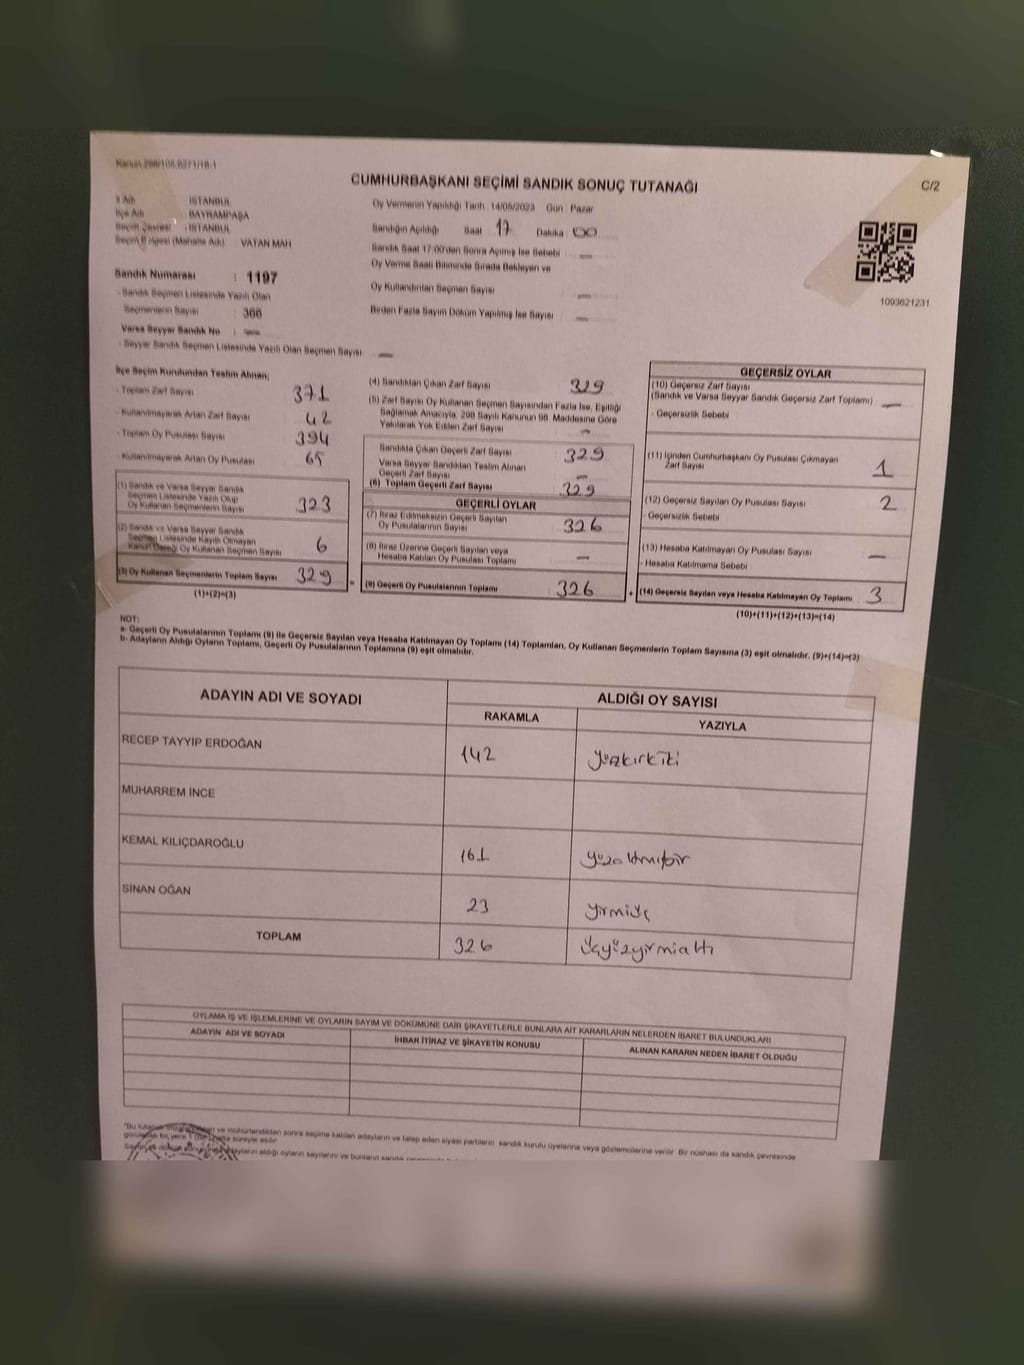 Kanun:298/105,6271/18-1
CUMHURBAŞKANI SEÇİMİ SANDIK SONUÇ TUTANAĞI
C/2
İl Adı : İSTANBUL
İlçe Adı : BAYRAMPAŞA
Seçim Çevresi : İSTANBUL
Seçim Bölgesi (Mahalle Adı) VATAN MAH
Sandık Numarası : 1197
- Sandık Seçmen Listesinde Yazılı Olan
Seçmenlerin Sayısı : 366
Varsa Seyyar Sandık No : —
- Seyyar Sandık Seçmen Listesinde Yazılı Olan Seçmen Sayısı —
Oy Vermenin Yapıldığı Tarih : 14/05/2023 Gün : Pazar
Sandığın Açıldığı Saat 17 Dakika 00
Sandık Saat 17:00'den Sonra Açılmış İse Sebebi —
Oy Verme Saati Bitiminde Sırada Bekleyen ve
Oy Kullandırılan Seçmen Sayısı —
Birden Fazla Sayım Döküm Yapılmış İse Sayısı —
1093621231
İlçe Seçim Kurulundan Teslim Alınan;
- Toplam Zarf Sayısı 371
- Kullanılmayarak Artan Zarf Sayısı 42
- Toplam Oy Pusulası Sayısı 394
- Kullanılmayarak Artan Oy Pusulası 65
(1) Sandık ve Varsa Seyyar Sandık
Seçmen Listesinde Yazılı Olup
Oy Kullanan Seçmenlerin Sayısı 323
(2) Sandık ve Varsa Seyyar Sandık
Seçmen Listesinde Kayıtlı Olmayan
Kanun Gereği Oy Kullanan Seçmen Sayısı 6
(3) Oy Kullanan Seçmenlerin Toplam Sayısı 329
(1)+(2)=(3)
(4) Sandıktan Çıkan Zarf Sayısı 329
(5) Zarf Sayısı Oy Kullanan Seçmen Sayısından Fazla İse, Eşitliği
Sağlamak Amacıyla, 298 Sayılı Kanunun 98. Maddesine Göre
Yakılarak Yok Edilen Zarf Sayısı —
Sandıkta Çıkan Geçerli Zarf Sayısı 329
Varsa Seyyar Sandıktan Teslim Alınan
Geçerli Zarf Sayısı —
(6) Toplam Geçerli Zarf Sayısı 329
GEÇERLİ OYLAR
(7) İtiraz Edilmeksizin Geçerli Sayılan
Oy Pusulalarının Sayısı 326
(8) İtiraz Üzerine Geçerli Sayılan veya
Hesaba Katılan Oy Pusulası Toplamı —
= (9) Geçerli Oy Pusulalarının Toplamı 326
GEÇERSİZ OYLAR
(10) Geçersiz Zarf Sayısı
(Sandık ve Varsa Seyyar Sandık Geçersiz Zarf Toplamı) —
- Geçersizlik Sebebi
(11) İçinden Cumhurbaşkanı Oy Pusulası Çıkmayan
Zarf Sayısı 1
(12) Geçersiz Sayılan Oy Pusulası Sayısı 2
- Geçersizlik Sebebi
(13) Hesaba Katılmayan Oy Pusulası Sayısı —
- Hesaba Katılmama Sebebi
+ (14) Geçersiz Sayılan veya Hesaba Katılmayan Oy Toplamı 3
(10)+(11)+(12)+(13)=(14)
NOT:
a- Geçerli Oy Pusulalarının Toplamı (9) ile Geçersiz Sayılan veya Hesaba Katılmayan Oy Toplamı (14) Toplamları, Oy Kullanan Seçmenlerin Toplam Sayısına (3) eşit olmalıdır. (9)+(14)=(3)
b- Adayların Aldığı Oyların Toplamı, Geçerli Oy Pusulalarının Toplamına (9) eşit olmalıdır.
ADAYIN ADI VE SOYADI ALDIĞI OY SAYISI
RAKAMLA YAZIYLA
RECEP TAYYİP ERDOĞAN 142 yüzkırkiki
MUHARREM İNCE
KEMAL KILIÇDAROĞLU 161 yüzaltmışbir
SİNAN OĞAN 23 yirmiüç
TOPLAM 326 üçyüzyirmialtı
OYLAMA İŞ VE İŞLEMLERİNE VE OYLARIN SAYIM VE DÖKÜMÜNE DAİR ŞİKAYETLERLE BUNLARA AİT KARARLARIN NELERDEN İBARET BULUNDUKLARI
ADAYIN ADI VE SOYADI İHBAR İTİRAZ VE ŞİKAYETİN KONUSU ALINAN KARARIN NEDEN İBARET OLDUĞU
"Bu tutanak ve mühürlendikten sonra seçime katılan adayların ve talep eden siyasi partilerin sandık kurulu üyelerine veya gözlemcilerine verilir. Bir nüshası da sandık çevresinde
süreyle asılır
aldığı oyların sayılarını ve bunların sandık